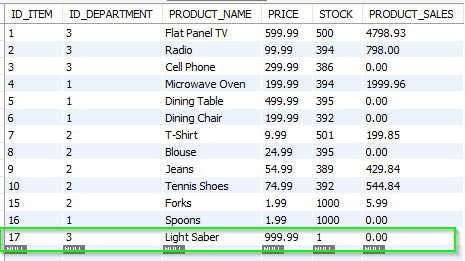 ID_ITEM ID_DEPARTMENT PRODUCT_NAME PRICE STOCK PRODUCT_SALES
1 3 Flat Panel TV 599.99 500 4798.93
2 3 Radio 99.99 394 798.00
3 3 Cell Phone 299.99 386 0.00
4 1 Microwave Oven 199.99 394 1999.96
5 1 Dining Table 499.99 395 0.00
6 1 Dining Chair 199.99 392 0.00
7 2 T-Shirt 9.99 501 199.85
8 2 Blouse 24.99 395 0.00
9 2 Jeans 54.99 389 429.84
10 2 Tennis Shoes 74.99 392 544.84
15 2 Forks 1.99 1000 5.99
16 1 Spoons 1.99 1000 0.00
17 3 Light Saber 999.99 1 0.00
NULL NULL NULL NULL NULL NULL